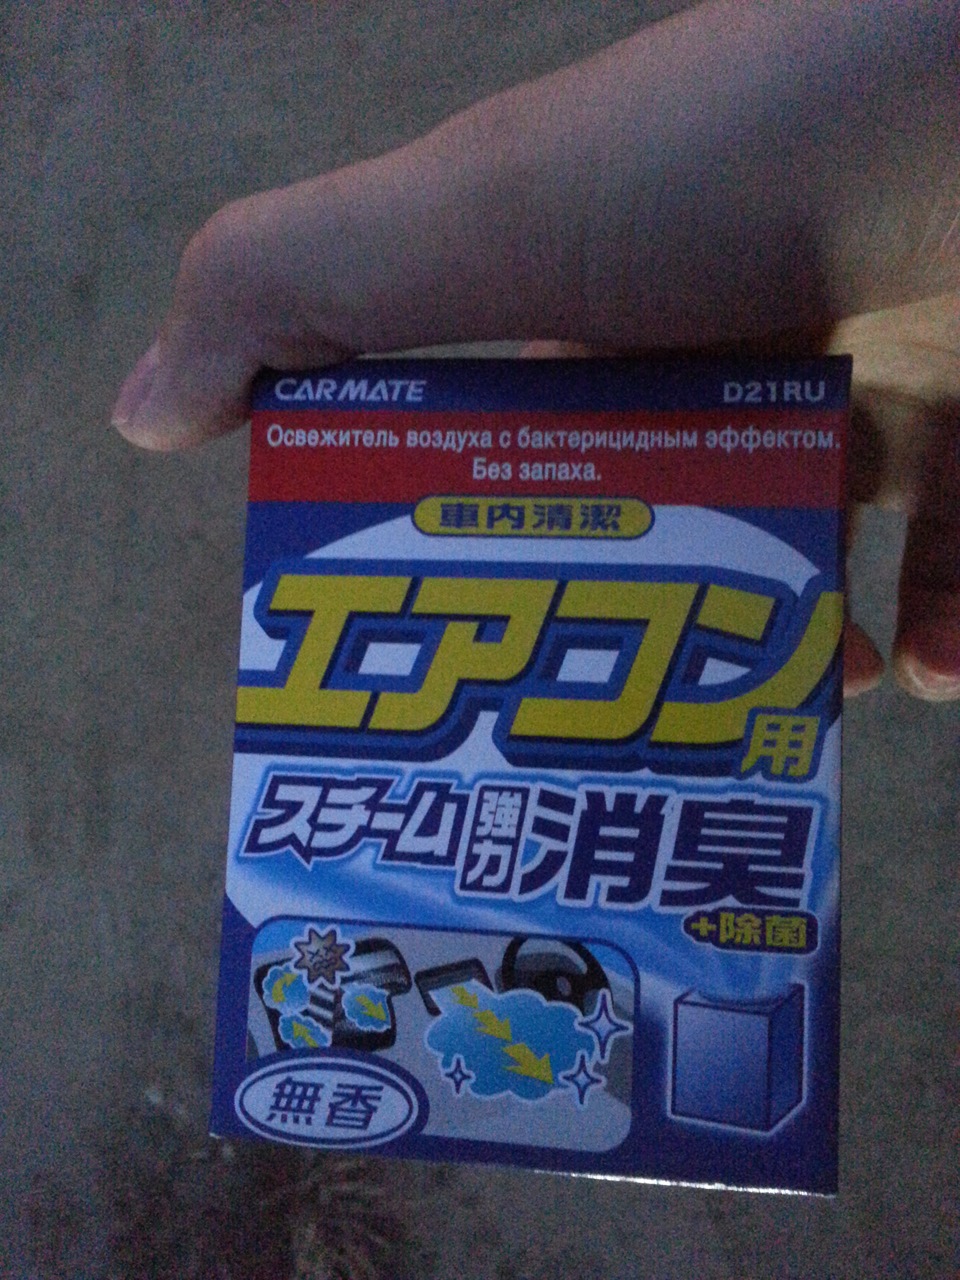 CARMATE D21RU
Освежитель воздуха с бактерицидным эффектом.
Без запаха.
車内清潔
エアコン用
スチーム強力消臭
+除菌
無香